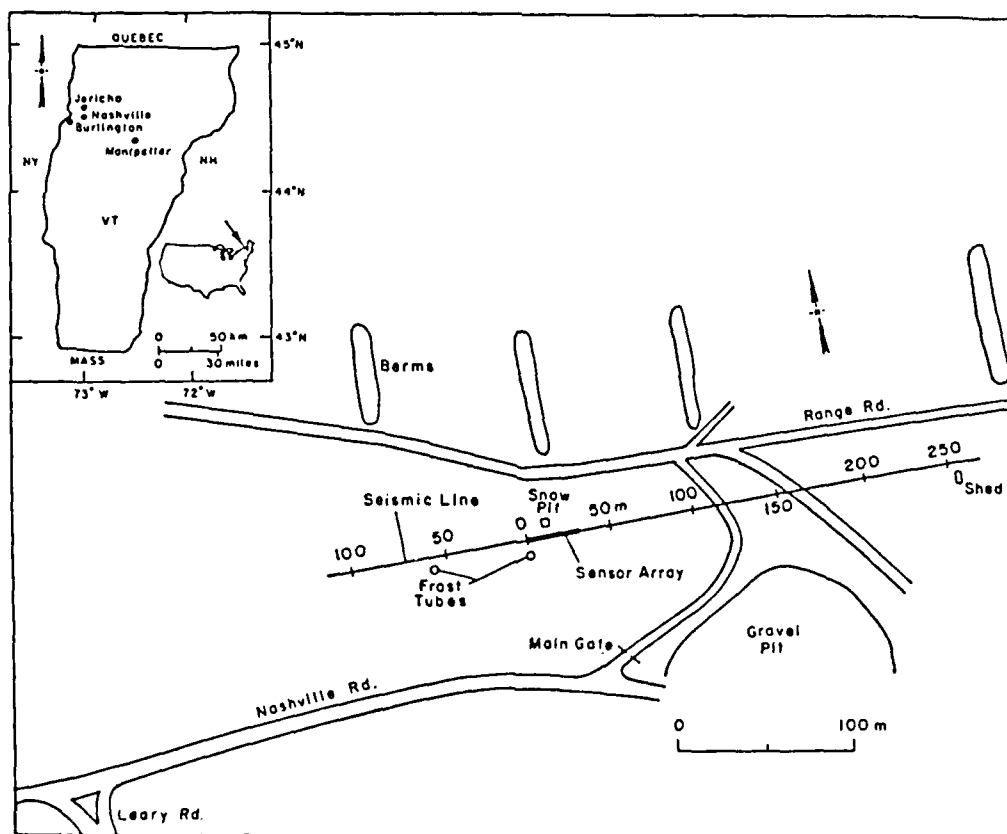 QUEBEC
45°N
Jericho
Nashville
Burlington
Montpelier
NY
NH
44°N
VT
0 50 km
43°N
MASS
0 30 miles
73°W
72°W
Berms
Range Rd.
250
200
Shed
Seismic Line
Snow
Pit
100
150
50 m
0
50
100
Sensor Array
Frost
Tubes
Main Gate
Gravel
Pit
Nashville Rd.
0 100 m
Leary Rd.